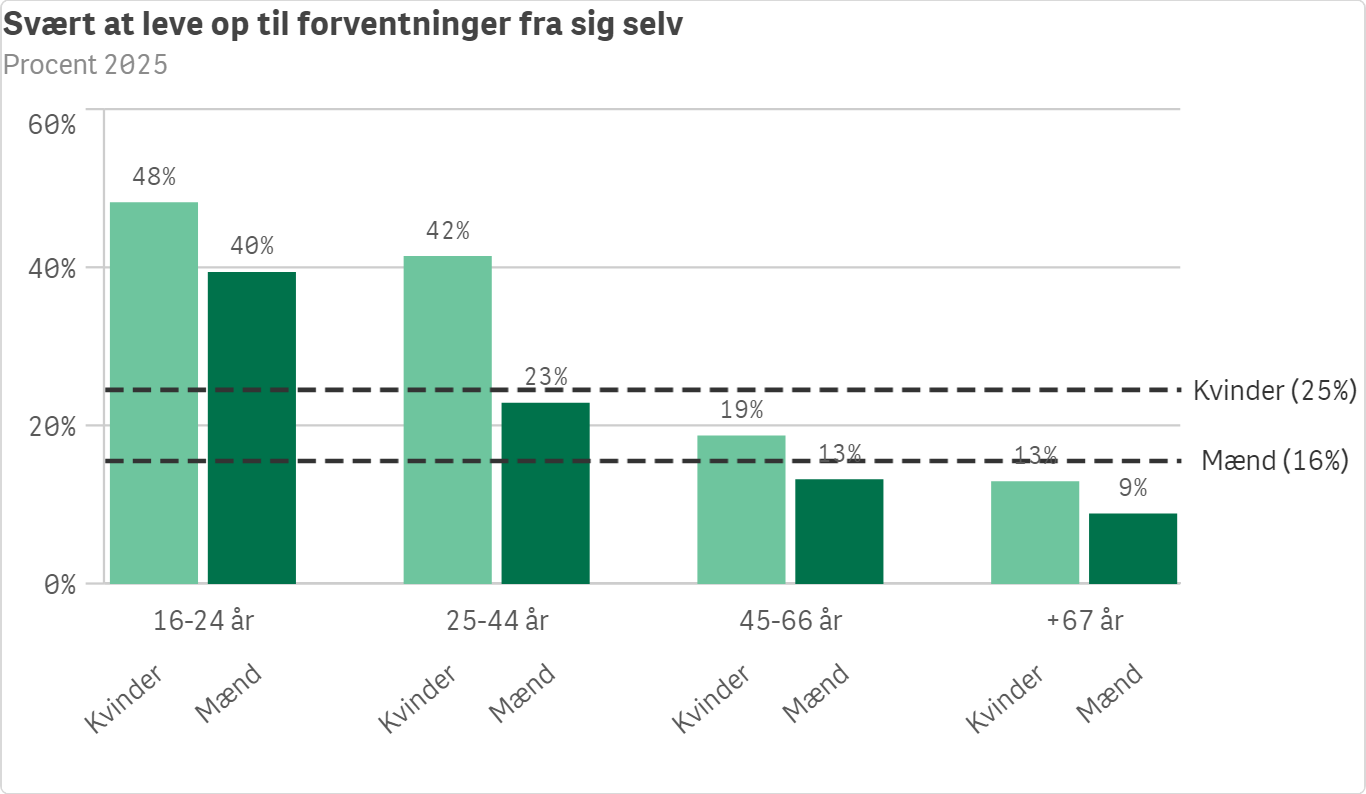 Svært at leve op til forventninger fra sig selv
Procent 2025
60%
40%
20%
0%
48%
40%
42%
23%
19%
13%
13%
9%
Kvinder (25%)
Mænd (16%)
16-24 år
25-44 år
45-66 år
+67 år
Kvinder
Mænd
Kvinder
Mænd
Kvinder
Mænd
Kvinder
Mænd